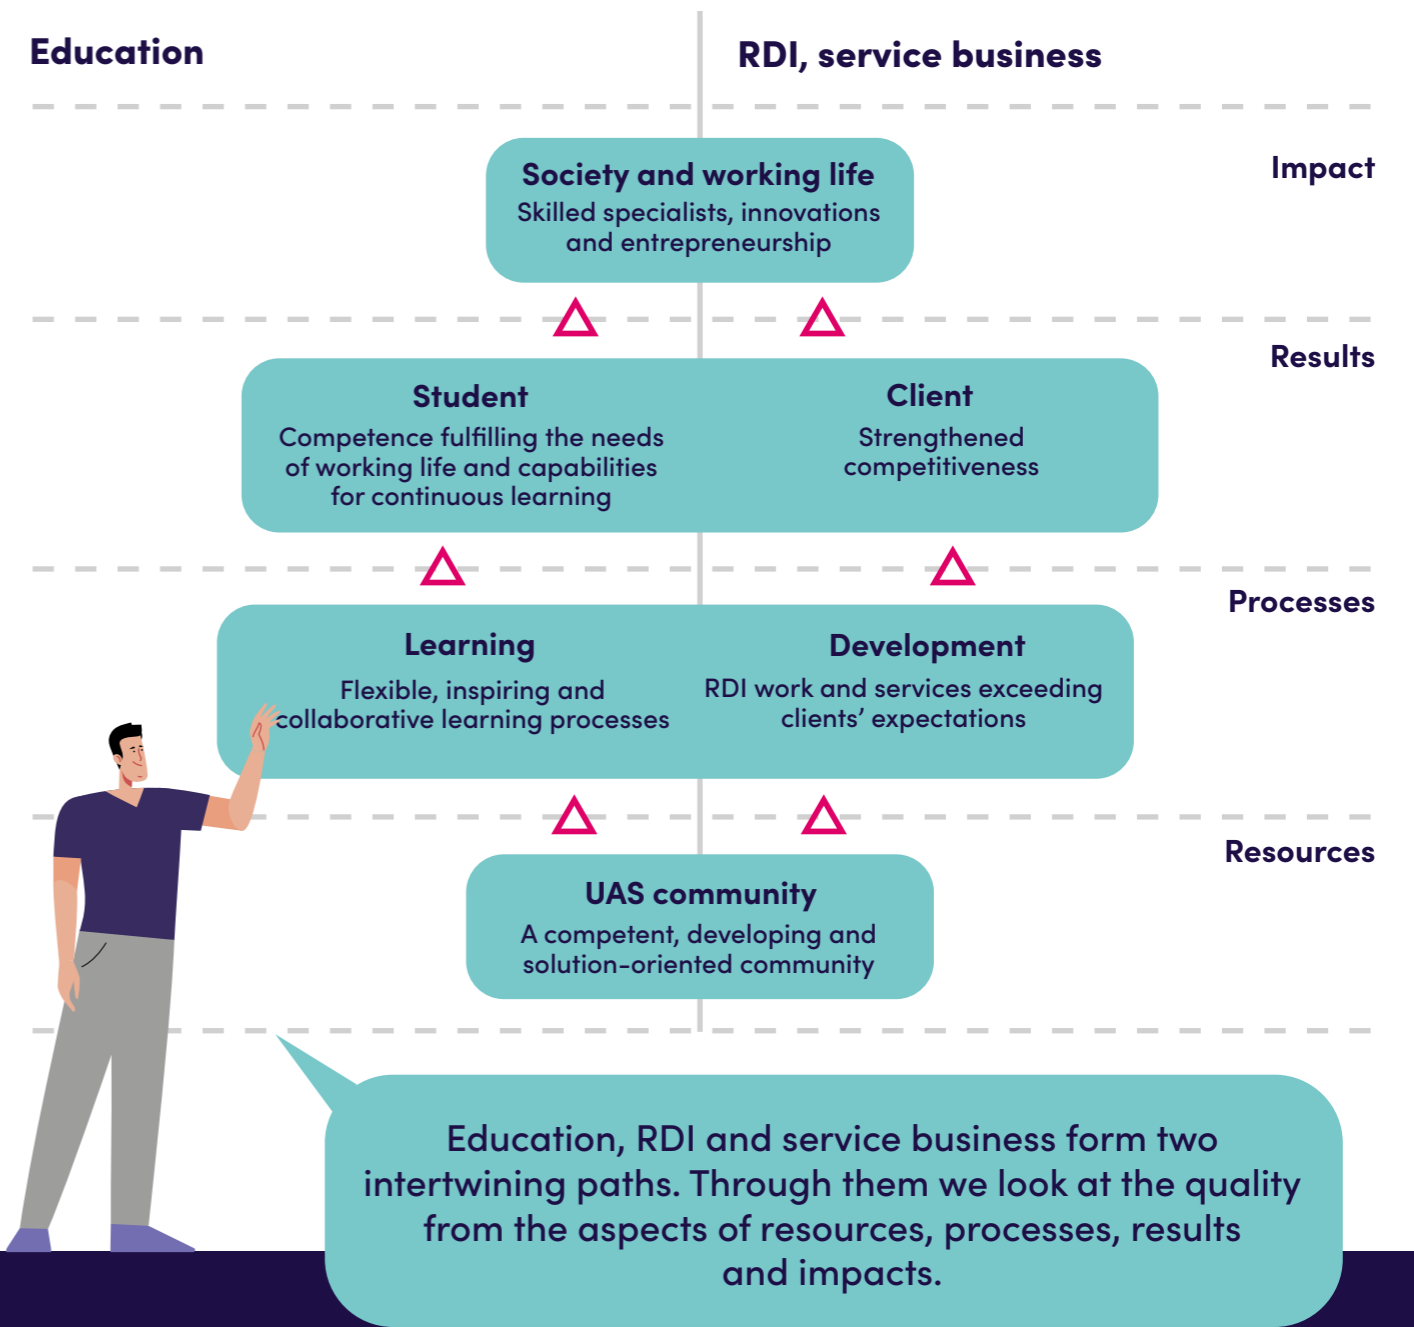 Education
RDI, service business
Impact
Society and working life
Skilled specialists, innovations
and entrepreneurship
Results
Student
Competence fulfilling the needs
of working life and capabilities
for continuous learning
Client
Strengthened
competitiveness
Processes
Learning
Flexible, inspiring and
collaborative learning processes
Development
RDI work and services exceeding
clients’ expectations
Resources
UAS community
A competent, developing and
solution-oriented community
Education, RDI and service business form two
intertwining paths. Through them we look at the quality
from the aspects of resources, processes, results
and impacts.